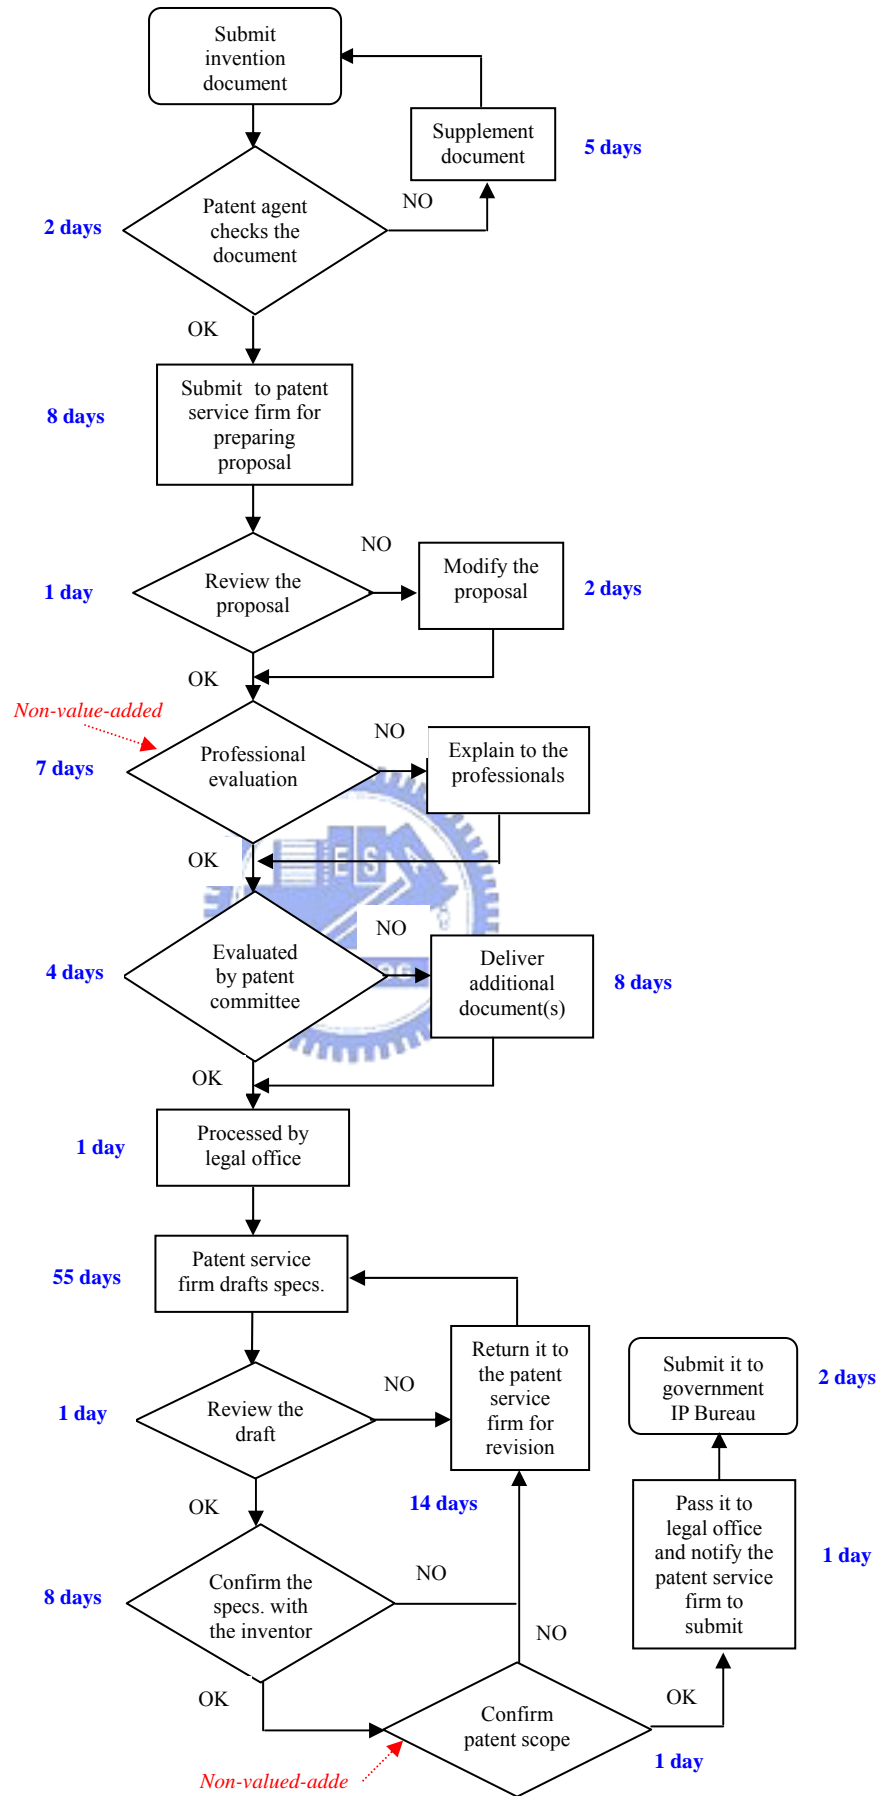 Submit
invention
document
Supplement
document
5 days
NO
2 days
Patent agent
checks the
document
OK
8 days
Submit to patent
service firm for
preparing
proposal
NO
1 day
Review the
proposal
Modify the
proposal
2 days
OK
Non-value-added
NO
7 days
Professional
evaluation
Explain to the
professionals
OK
E S
NO
4 days
Evaluated
by patent
committee
Deliver
additional
document(s)
8 days
OK
1 day
Processed by
legal office
55 days
Patent service
firm drafts specs.
1 day
Review the
draft
NO
Return it to
the patent
service
firm for
revision
14 days
Submit it to
government
IP Bureau
2 days
OK
Pass it to
legal office
and notify the
patent service
firm to
submit
1 day
8 days
Confirm the
specs. with
the inventor
NO
NO
OK
OK
Confirm
patent scope
1 day
Non-valued-adde